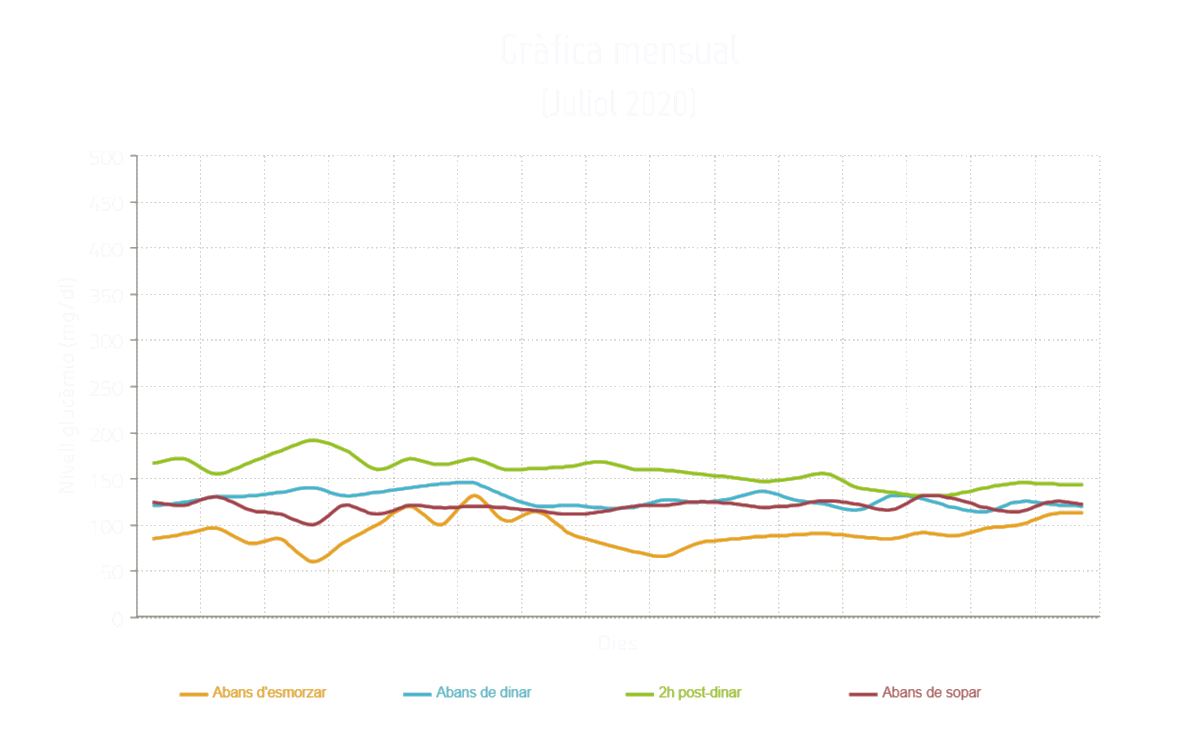 Gràfica mensual
(Juliol 2020)
500
450
400
350
300
250
200
150
100
50
0
Nivell glucèmia (mg/dl)
Dies
Abans d'esmorzar
Abans de dinar
2h post-dinar
Abans de sopar